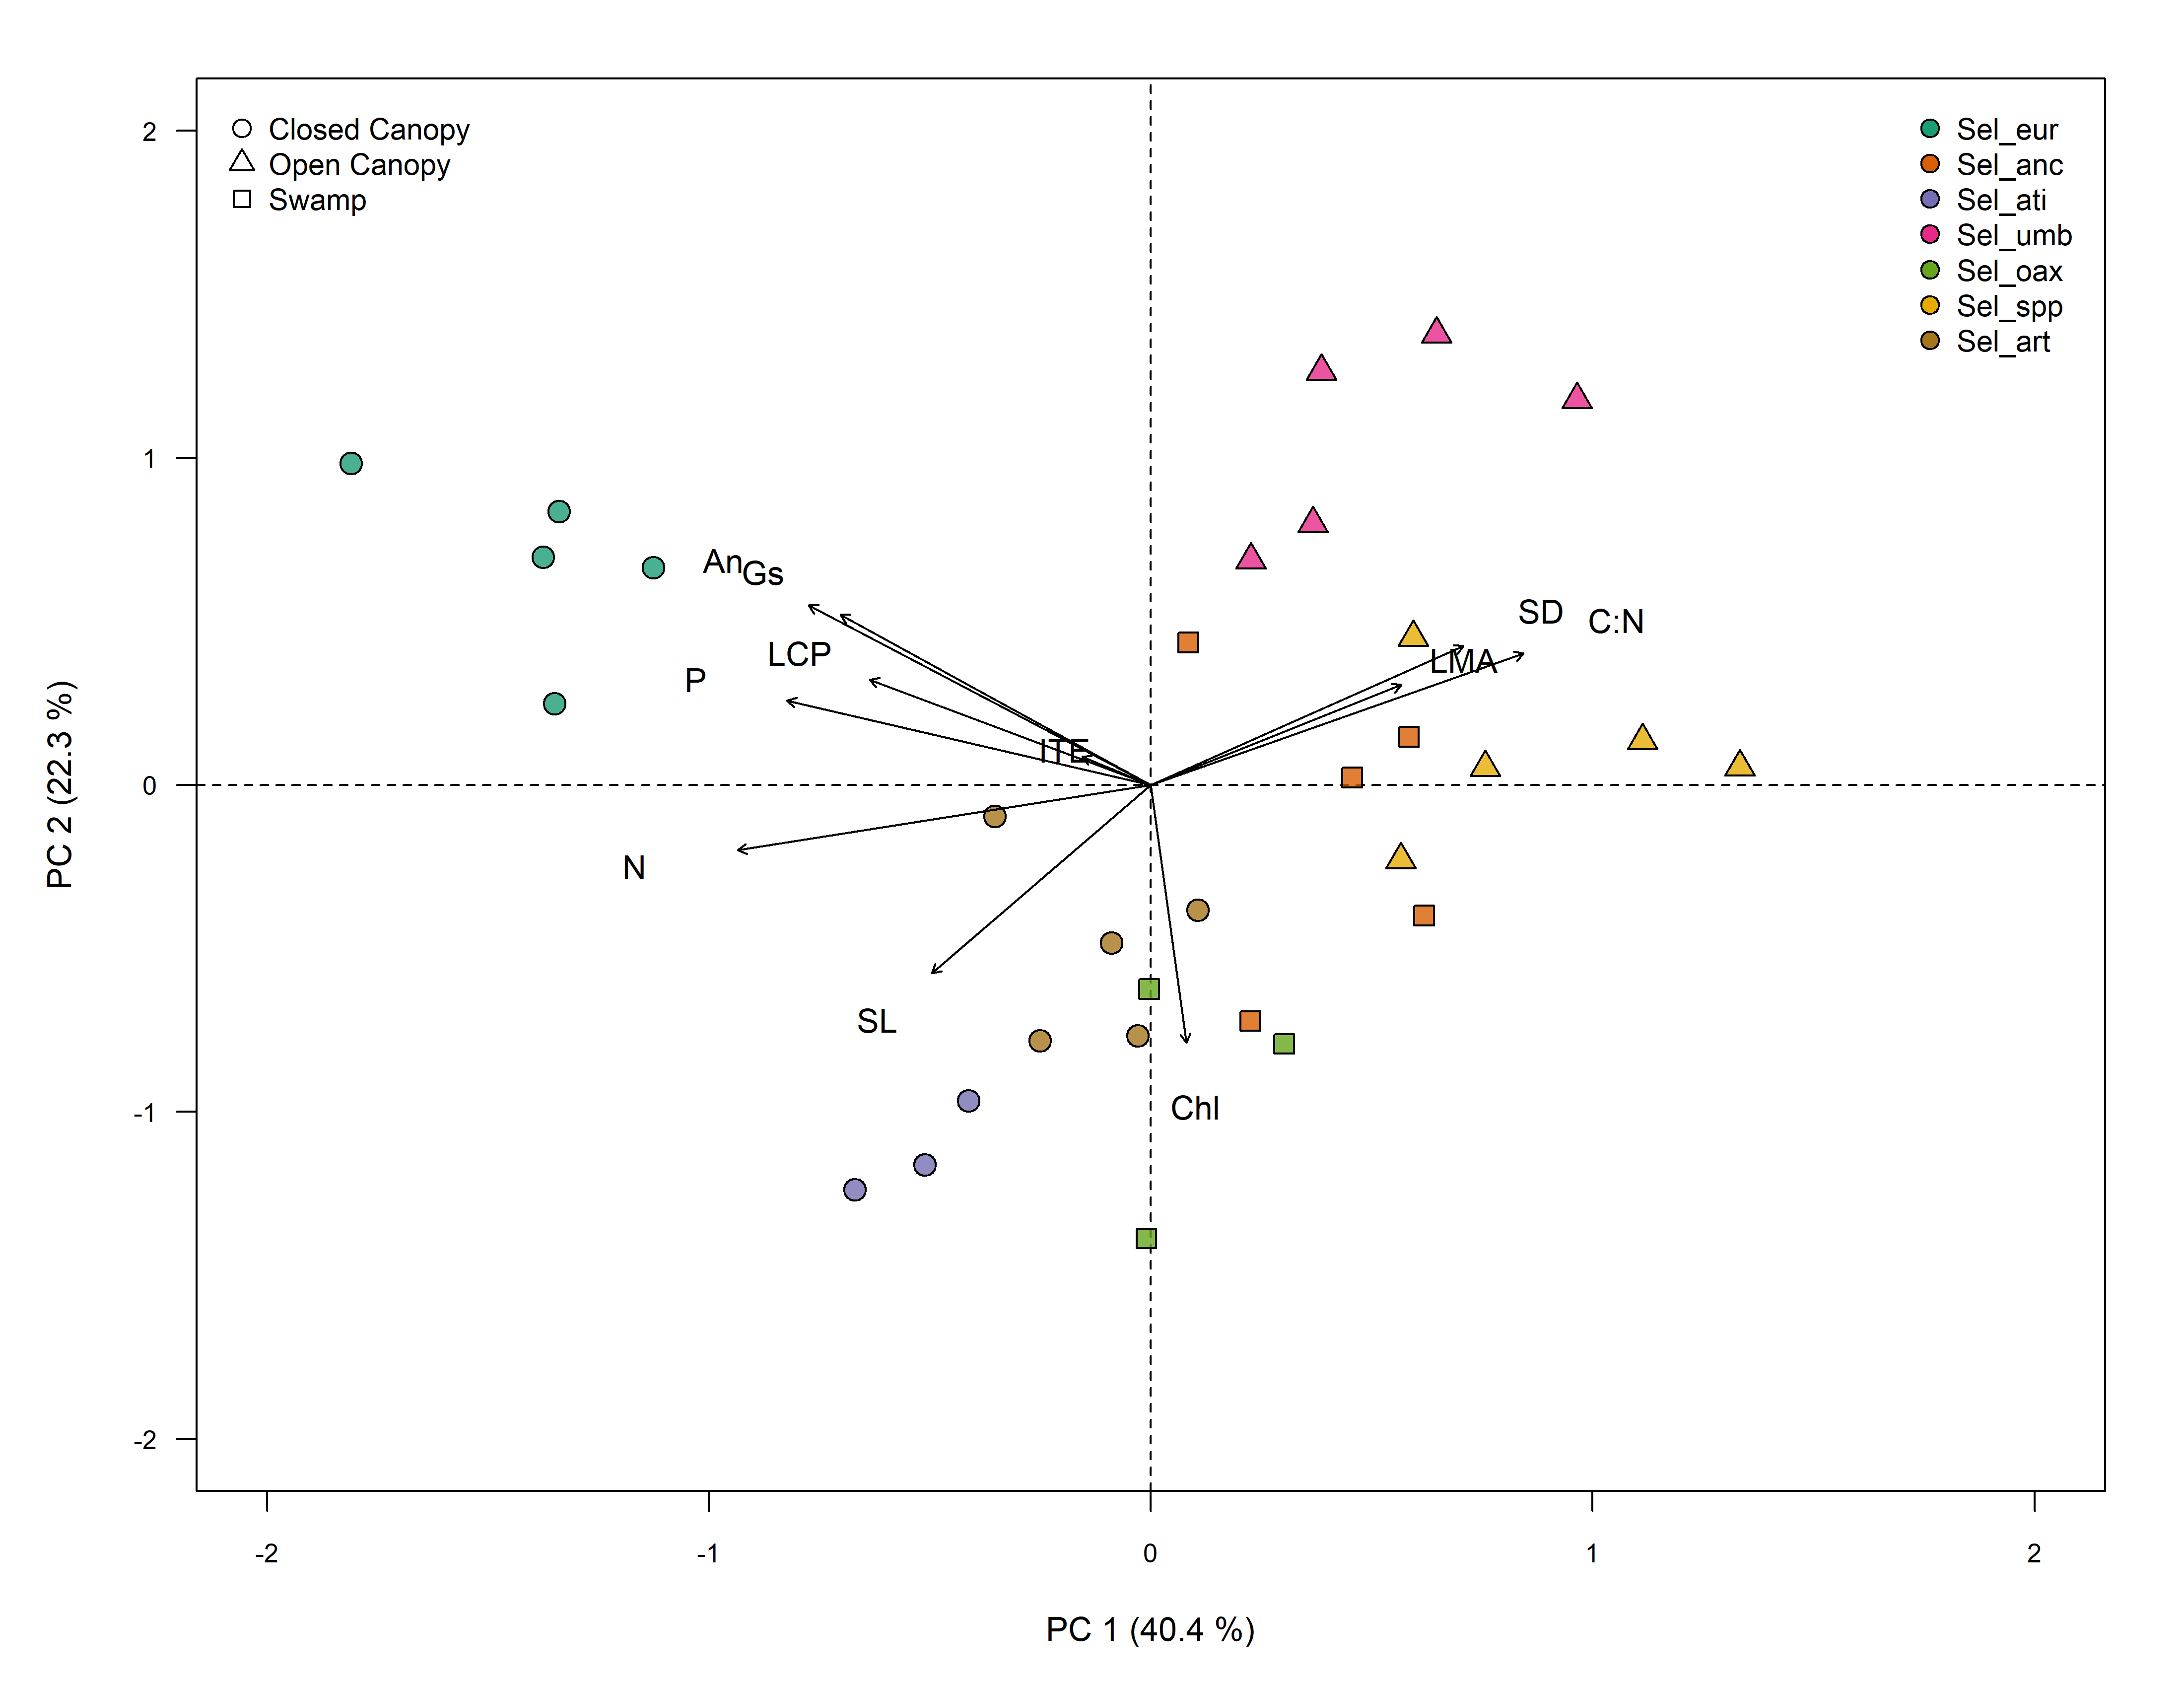 Closed Canopy
Open Canopy
Swamp
Sel_eur
Sel_anc
Sel_ati
Sel_umb
Sel_oax
Sel_spp
Sel_art
An
Gs
LCP
P
ITE
N
SL
Chl
SD
C:N
LMA
2
1
0
-1
-2
PC 2 (22.3 %)
-2
-1
0
1
2
PC 1 (40.4 %)